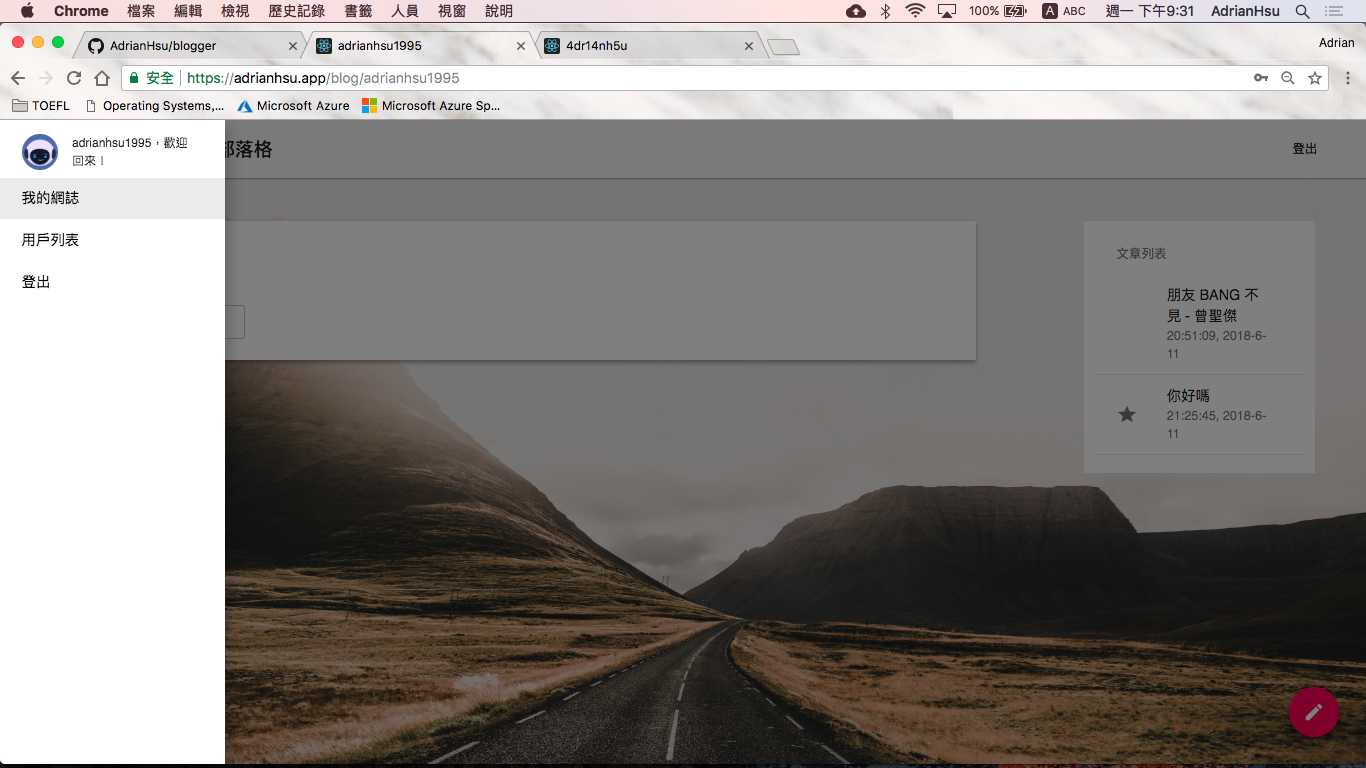 Chrome 檔案 編輯 檢視 歷史記錄 書籤 人員 視窗 說明 100% A ABC 週一 下午9:31 AdrianHsu
AdrianHsu/blogger adrianhsu1995 4dr14nh5u Adrian
安全 https://adrianhsu.app/blog/adrianhsu1995
TOEFL Operating Systems,... Microsoft Azure Microsoft Azure Sp...
adrianhsu1995,歡迎
回來!
部落格
登出
我的網誌
用戶列表
登出
文章列表
朋友 BANG 不
見 - 曾聖傑
20:51:09, 2018-6-
11
你好嗎
21:25:45, 2018-6-
11